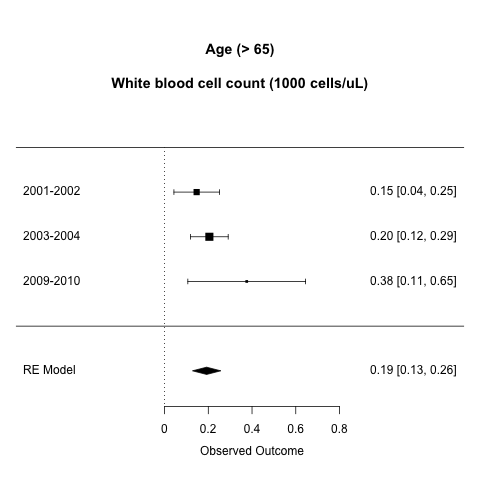 Age (> 65)
White blood cell count (1000 cells/uL)
2001-2002 0.15 [0.04, 0.25]
2003-2004 0.20 [0.12, 0.29]
2009-2010 0.38 [0.11, 0.65]
RE Model 0.19 [0.13, 0.26]
0 0.2 0.4 0.6 0.8
Observed Outcome